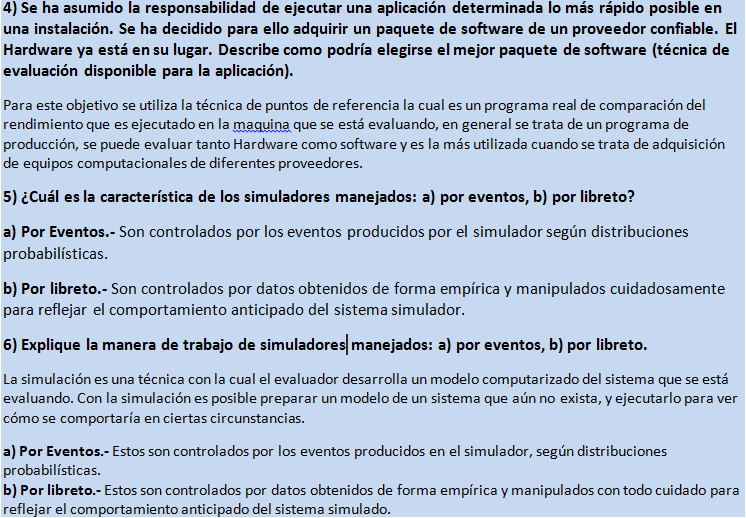 4) Se ha asumido la responsabilidad de ejecutar una aplicación determinada lo más rápido posible en
una instalación. Se ha decidido para ello adquirir un paquete de software de un proveedor confiable. El
Hardware ya está en su lugar. Describe como podría elegirse el mejor paquete de software (técnica de
evaluación disponible para la aplicación).
Para este objetivo se utiliza la técnica de puntos de referencia la cual es un programa real de comparación del
rendimiento que es ejecutado en la maquina que se está evaluando, en general se trata de un programa de
producción, se puede evaluar tanto Hardware como software y es la más utilizada cuando se trata de adquisición
de equipos computacionales de diferentes proveedores.
5) ¿Cuál es la característica de los simuladores manejados: a) por eventos, b) por libreto?
a) Por Eventos.- Son controlados por los eventos producidos por el simulador según distribuciones
probabilísticas.
b) Por libreto.- Son controlados por datos obtenidos de forma empírica y manipulados cuidadosamente
para reflejar el comportamiento anticipado del sistema simulador.
6) Explique la manera de trabajo de simuladores manejados: a) por eventos, b) por libreto.
La simulación es una técnica con la cual el evaluador desarrolla un modelo computarizado del sistema que se está
evaluando. Con la simulación es posible preparar un modelo de un sistema que aún no exista, y ejecutarlo para ver
cómo se comportaría en ciertas circunstancias.
a) Por Eventos.- Estos son controlados por los eventos producidos en el simulador, según distribuciones
probabilísticas.
b) Por libreto.- Estos son controlados por datos obtenidos de forma empírica y manipulados con todo cuidado para
reflejar el comportamiento anticipado del sistema simulado.